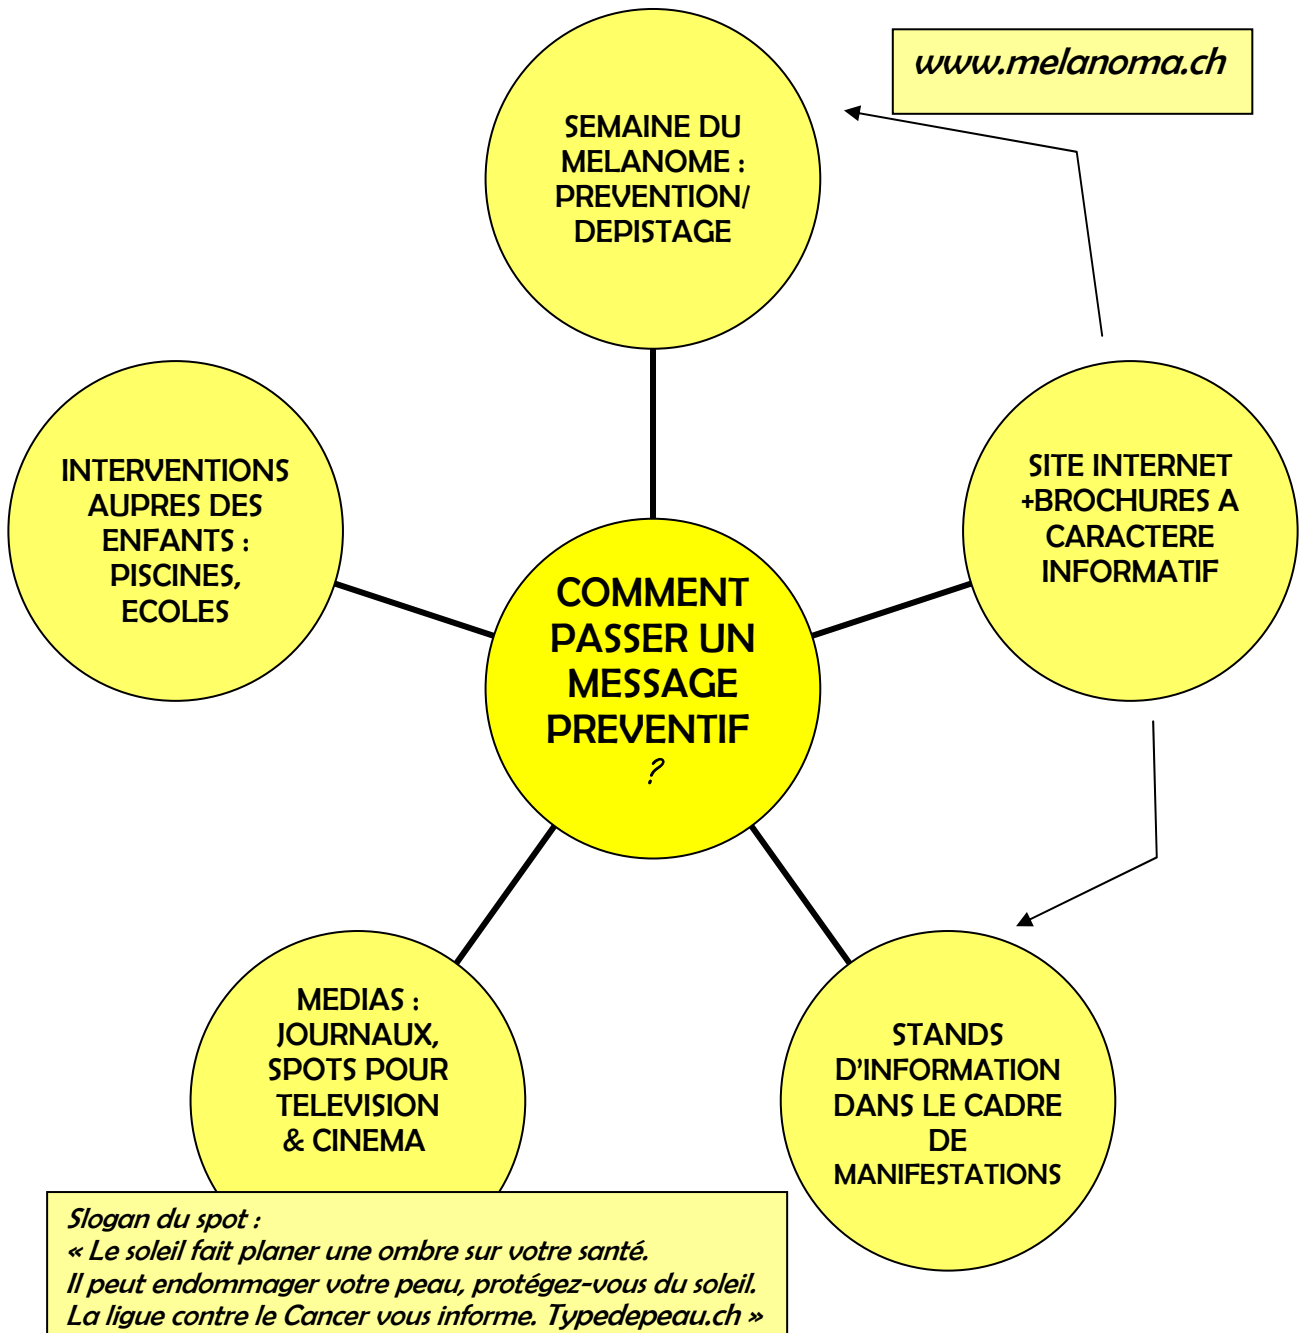 www.melanoma.ch
SEMAINE DU
MELANOME :
PREVENTION/
DEPISTAGE
INTERVENTIONS
AUPRES DES
ENFANTS :
PISCINES,
ECOLES
SITE INTERNET
+BROCHURES A
CARACTERE
INFORMATIF
COMMENT
PASSER UN
MESSAGE
PREVENTIF
?
MEDIAS :
JOURNAUX,
SPOTS POUR
TELEVISION
& CINEMA
STANDS
D'INFORMATION
DANS LE CADRE
DE
MANIFESTATIONS
Slogan du spot :
« Le soleil fait planer une ombre sur votre santé.
Il peut endommager votre peau, protégez-vous du soleil.
La ligue contre le Cancer vous informe. Typedepeau.ch »